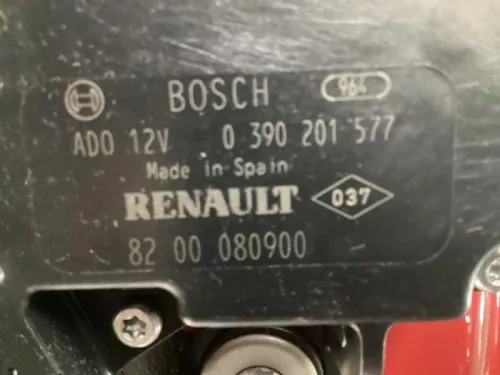 BOSCH 964
ADO 12V 0 390 201 577
Made in Spain
RENAULT 037
82 00 080900